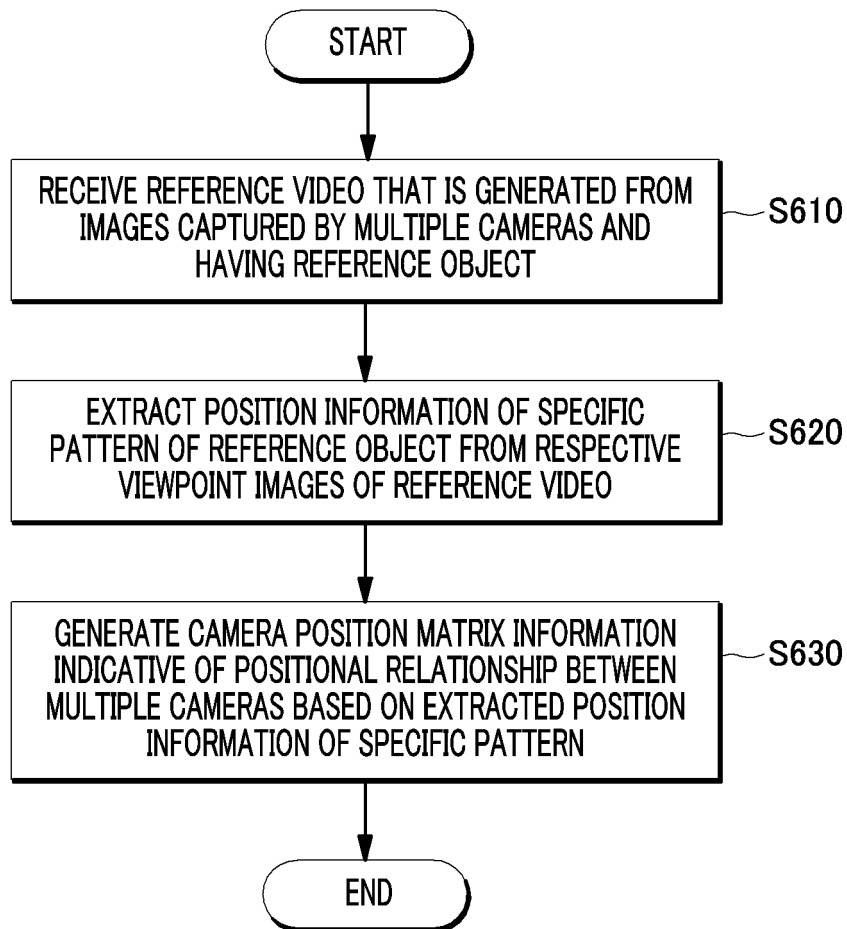 START
RECEIVE REFERENCE VIDEO THAT IS GENERATED FROM
IMAGES CAPTURED BY MULTIPLE CAMERAS AND
HAVING REFERENCE OBJECT
S610
EXTRACT POSITION INFORMATION OF SPECIFIC
PATTERN OF REFERENCE OBJECT FROM RESPECTIVE
VIEWPOINT IMAGES OF REFERENCE VIDEO
S620
GENERATE CAMERA POSITION MATRIX INFORMATION
INDICATIVE OF POSITIONAL RELATIONSHIP BETWEEN
MULTIPLE CAMERAS BASED ON EXTRACTED POSITION
INFORMATION OF SPECIFIC PATTERN
S630
END